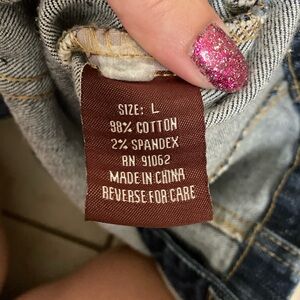 SIZE: L
98% COTTON
2% SPANDEX
RN 91062
MADE IN CHINA
REVERSE FOR CARE